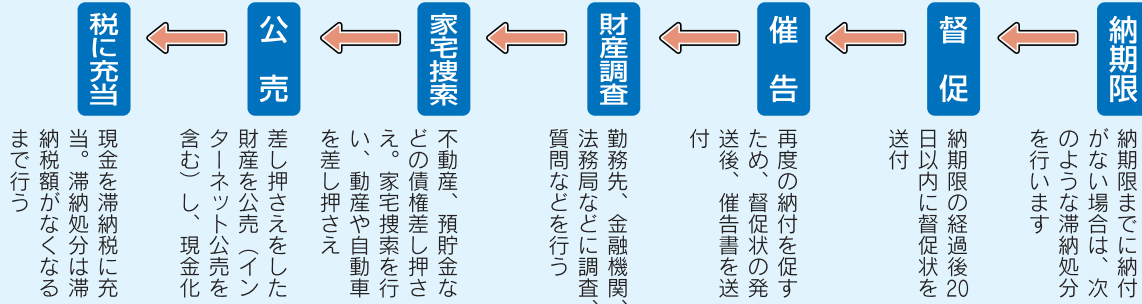 納期限
納期限までに納付
がない場合は、次
のような滞納処分
を行います
督促
納期限の経過後20
日以内に督促状を
送付
催告
再度の納付を促す
ため、督促状の発
送後、催告書を送
付
財産調査
勤務先、金融機関、
法務局などに調査、
質問などを行う
家宅捜索
不動産、預貯金な
どの債権差し押さ
え。家宅捜索を行
い、動産や自動車
を差し押さえ
公売
差し押さえをした
財産を公売（イン
ターネット公売を
含む）し、現金化
税に充当
現金を滞納税に充
当。滞納処分は滞
納税額がなくなる
まで行う